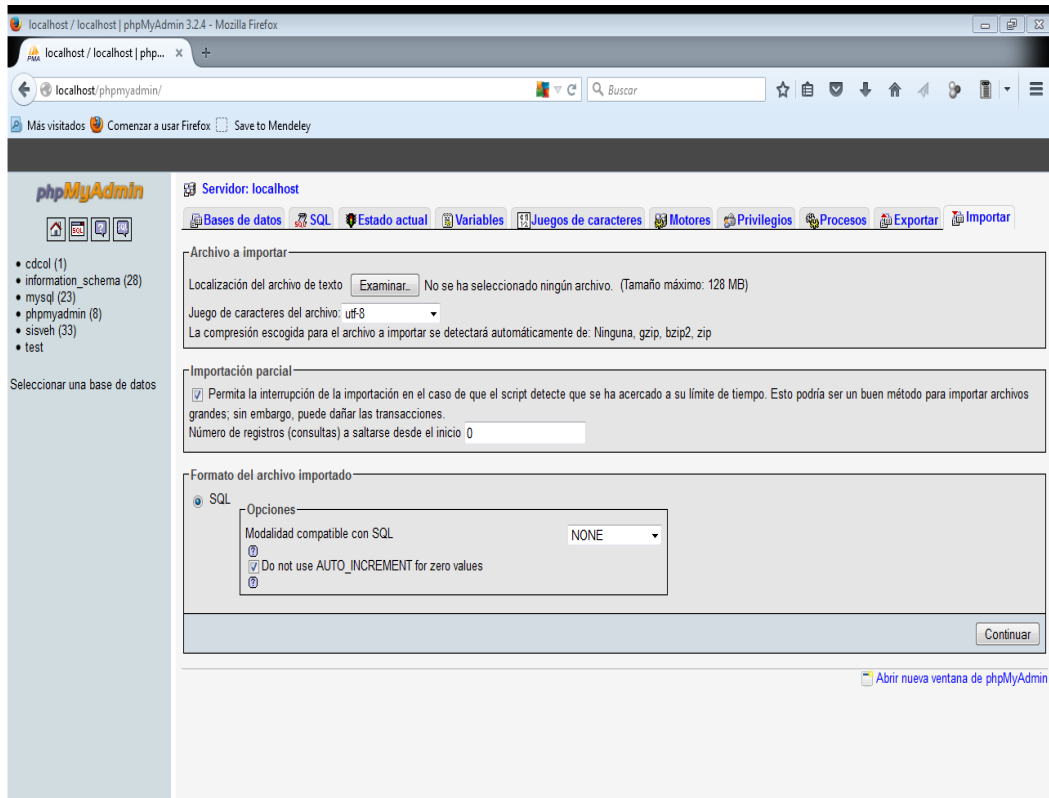 localhost / localhost | phpMyAdmin 3.2.4 - Mozilla Firefox
PMA localhost / localhost | php...
localhost/phpmyadmin/
Buscar
Más visitados Comenzar a usar Firefox Save to Mendeley
phpMyAdmin
SQL
Servidor: localhost
Bases de datos SQL Estado actual Variables Juegos de caracteres Motores Privilegios Procesos Exportar Importar
cdcol (1)
information_schema (28)
mysql (23)
phpmyadmin (8)
sisveh (33)
test
Seleccionar una base de datos
Archivo a importar
Localización del archivo de texto Examinar... No se ha seleccionado ningún archivo. (Tamaño máximo: 128 MB)
Juego de caracteres del archivo: utf-8
La compresión escogida para el archivo a importar se detectará automáticamente de: Ninguna, gzip, bzip2, zip
Importación parcial
Permita la interrupción de la importación en el caso de que el script detecte que se ha acercado a su límite de tiempo. Esto podría ser un buen método para importar archivos
grandes; sin embargo, puede dañar las transacciones.
Número de registros (consultas) a saltarse desde el inicio 0
Formato del archivo importado
SQL
Opciones
Modalidad compatible con SQL NONE
Do not use AUTO_INCREMENT for zero values
Continuar
Abrir nueva ventana de phpMyAdmin